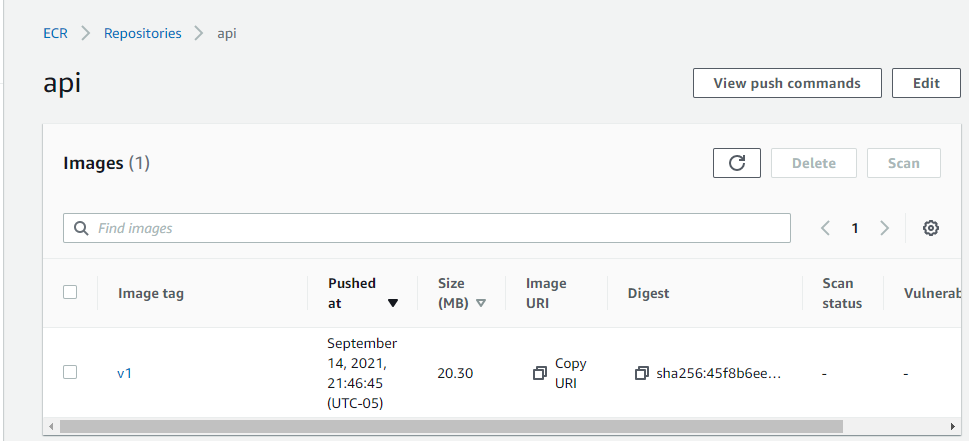 ECR > Repositories > api
api
View push commands
Edit
Images (1)
Delete
Scan
Find images
1
Image tag
Pushed
at
Size
(MB)
Image
URI
Digest
Scan
status
Vulnerab
v1
September
14, 2021,
21:46:45
(UTC-05)
20.30
Copy
URI
sha256:45f8b6ee...
-
-